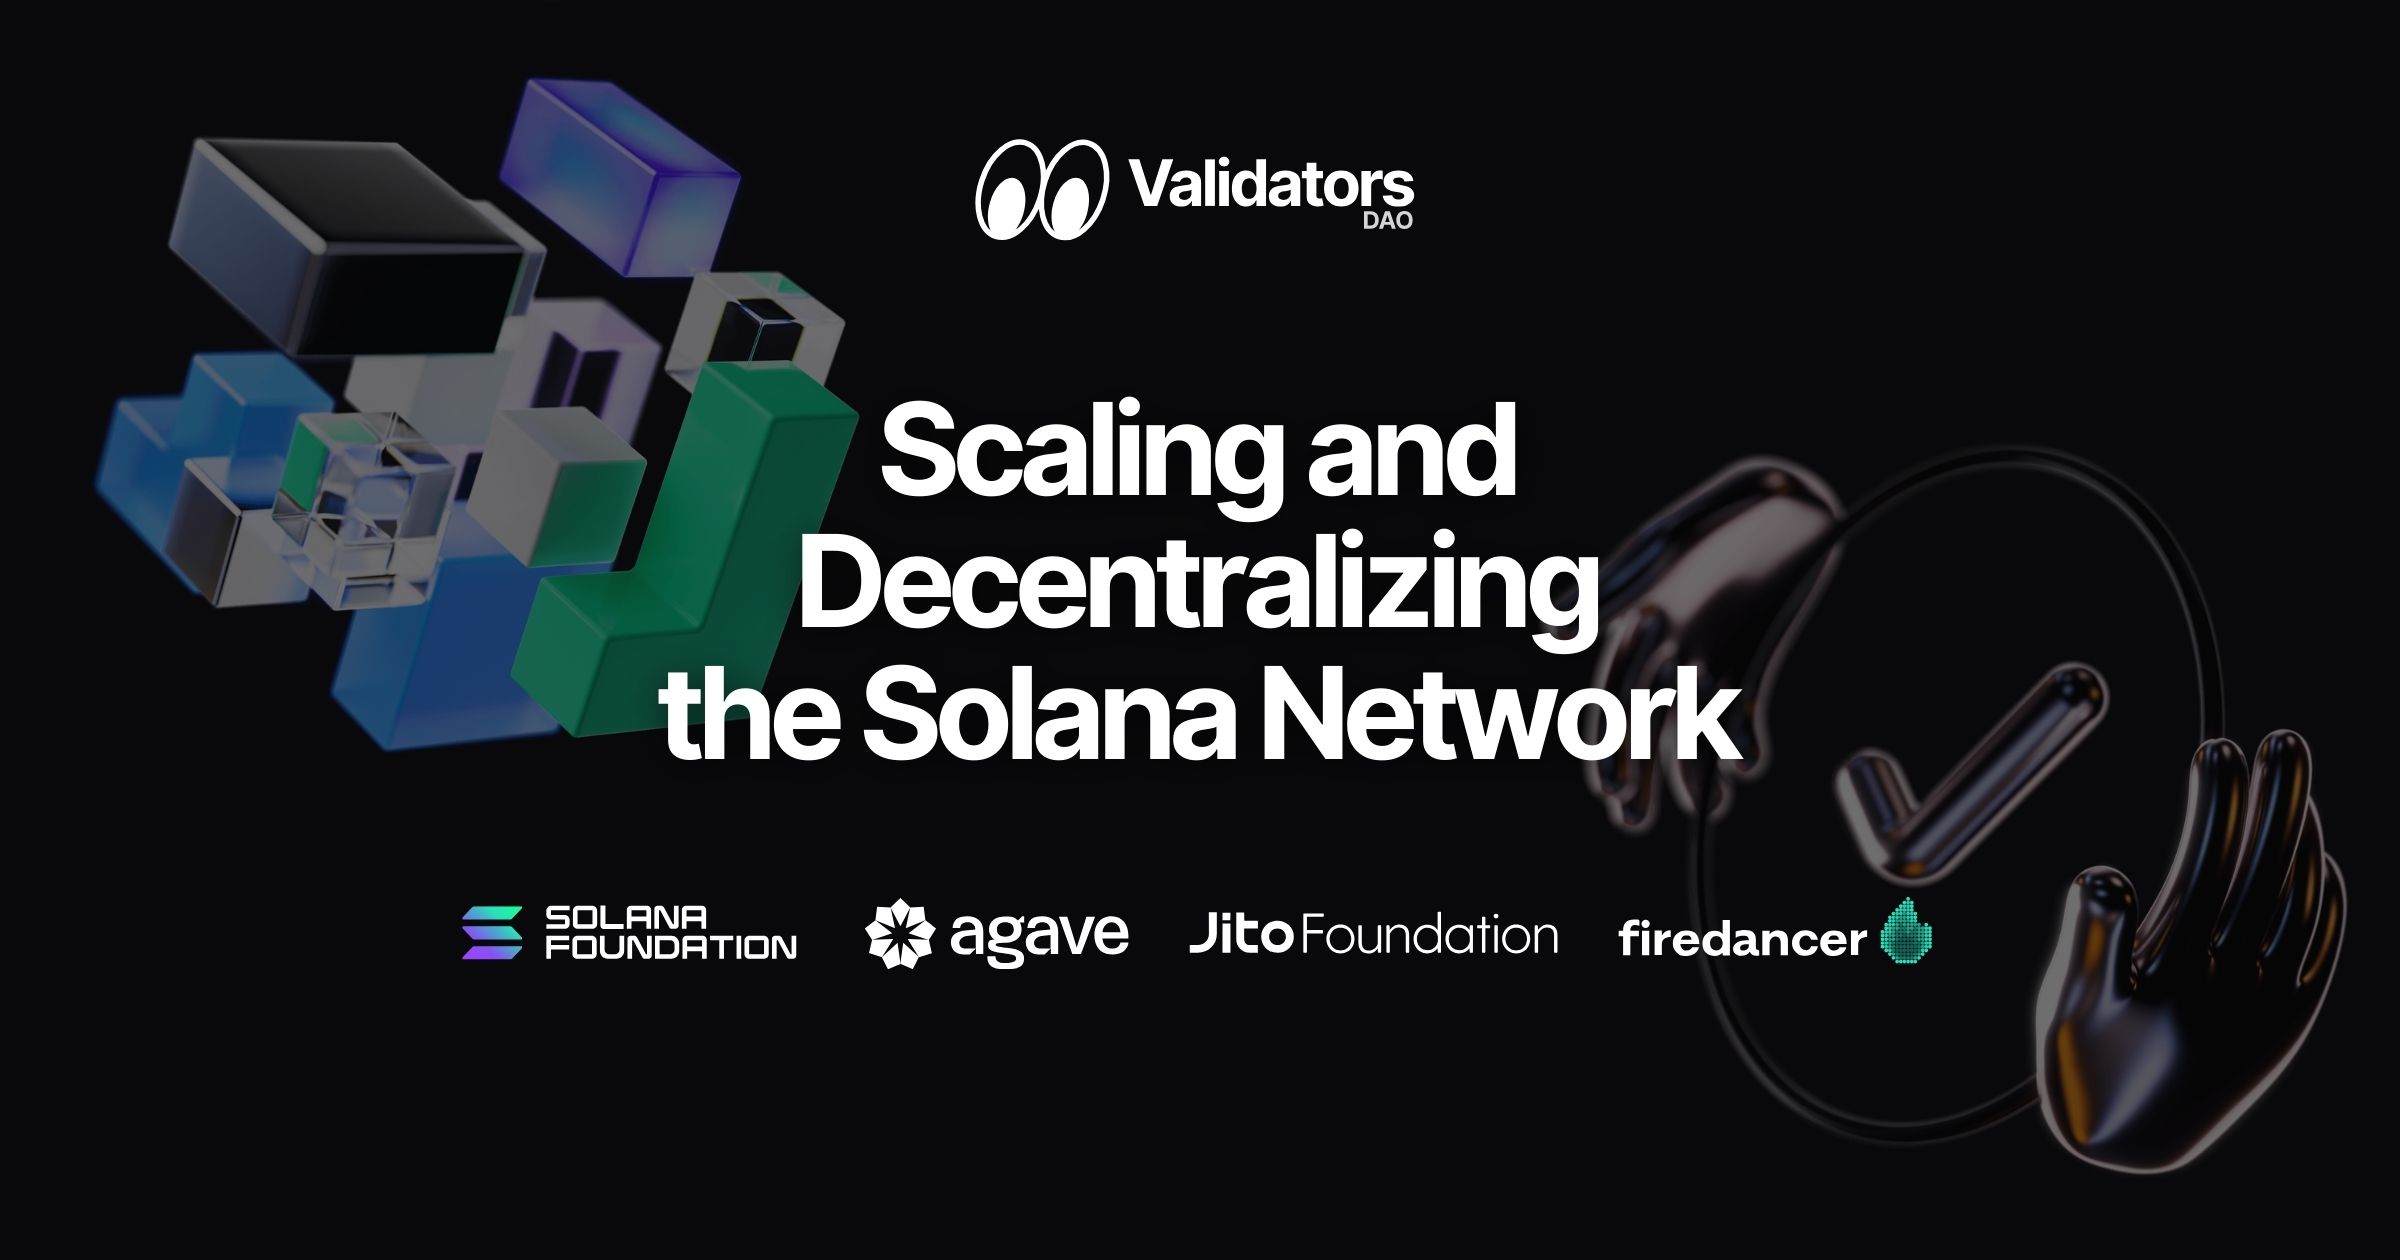 Validators
DAO
Scaling and
Decentralizing
the Solana Network
SOLANA
FOUNDATION
agave
Jito Foundation
firedancer